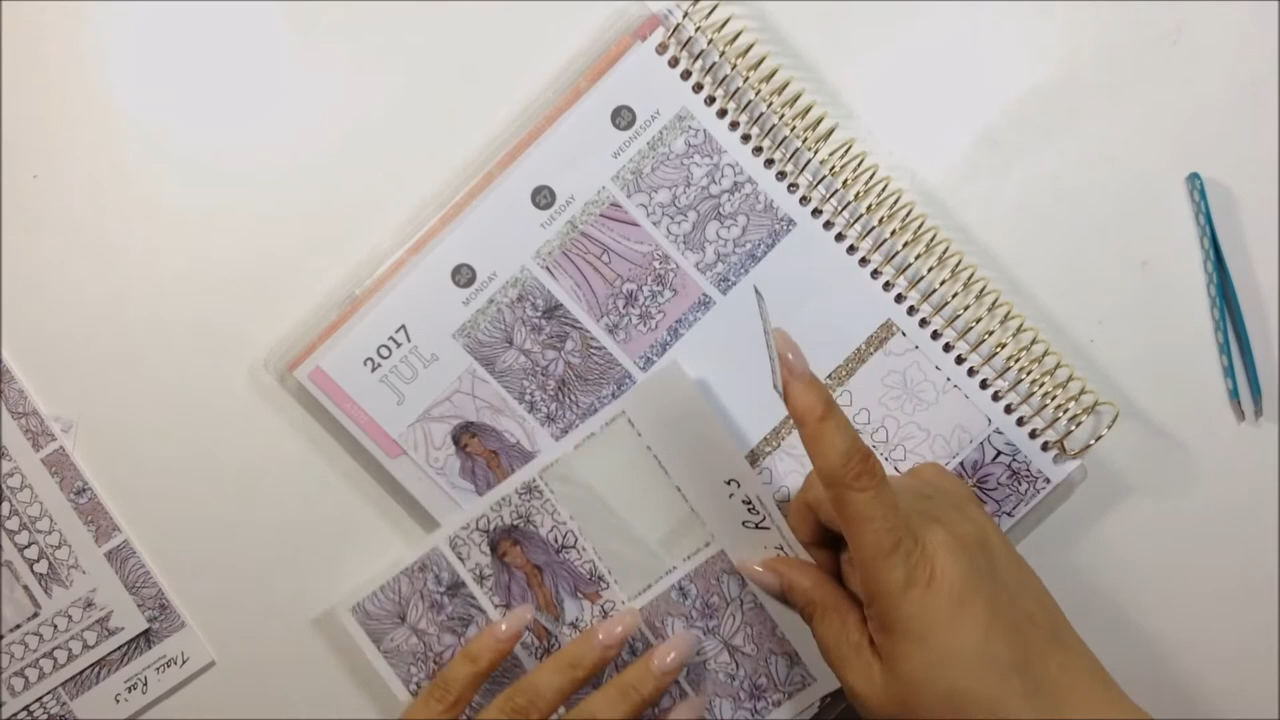 2017
JUL
26
MONDAY
27
TUESDAY
28
WEDNESDAY
Rae's
Traci Rae's